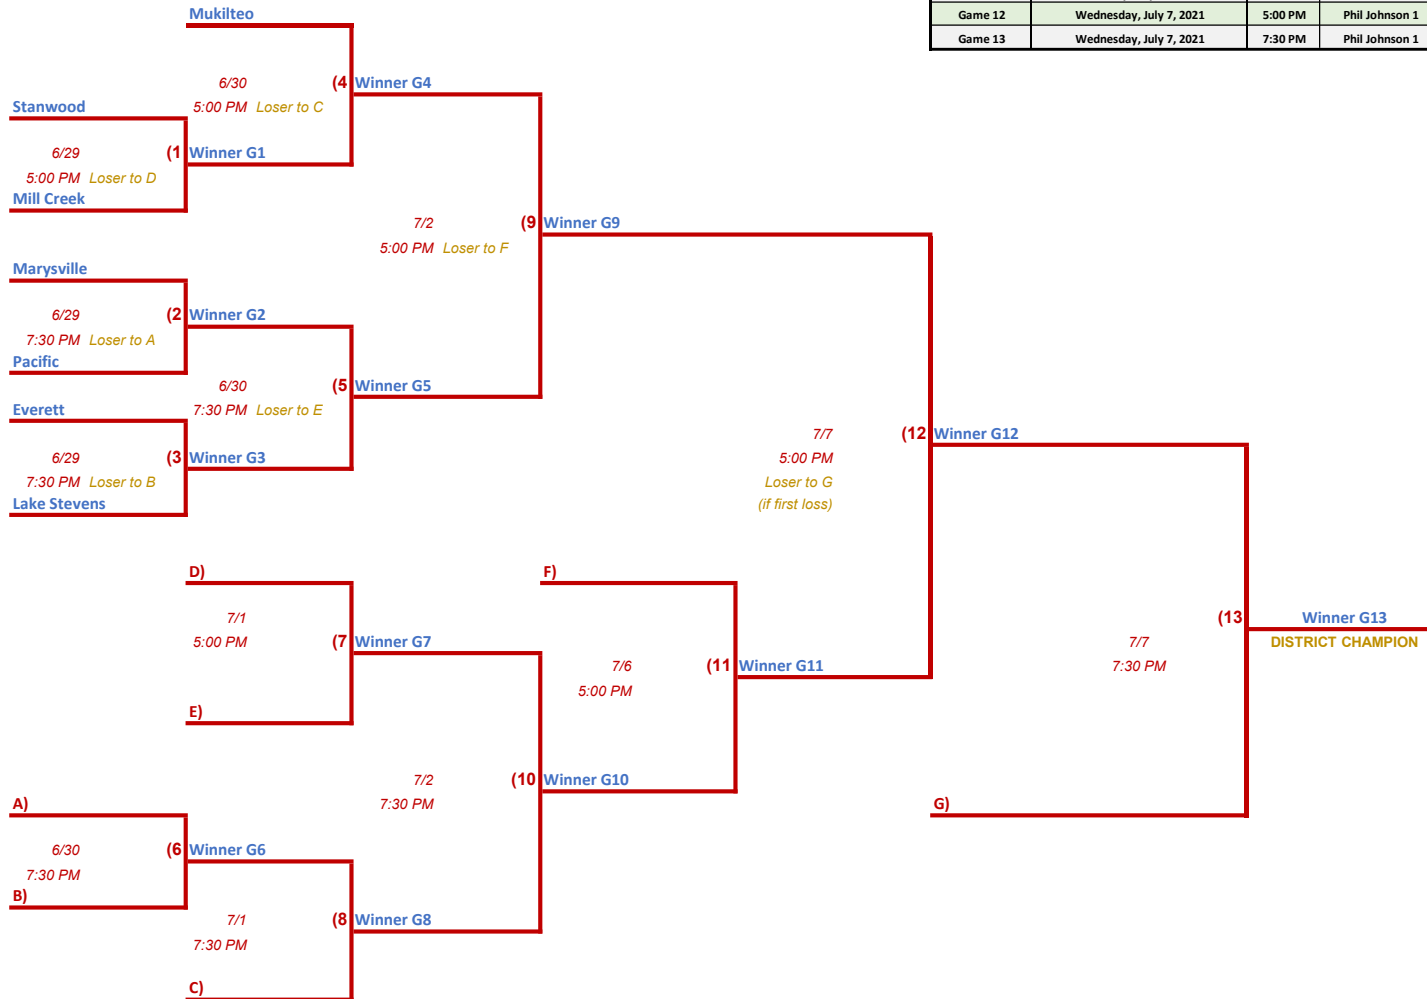 Mukilteo
Game 12 Wednesday, July 7, 2021 5:00 PM Phil Johnson 1
Game 13 Wednesday, July 7, 2021 7:30 PM Phil Johnson 1
6/30 (4 Winner G4
Stanwood 5:00 PM Loser to C
6/29 (1 Winner G1
5:00 PM Loser to D
Mill Creek
7/2 (9 Winner G9
5:00 PM Loser to F
Marysville
6/29 (2 Winner G2
7:30 PM Loser to A
Pacific
6/30 (5 Winner G5
Everett 7:30 PM Loser to E
7/7 (12 Winner G12
6/29 (3 Winner G3 5:00 PM
7:30 PM Loser to B Loser to G
Lake Stevens (if first loss)
D) F)
7/1 (13 Winner G13
5:00 PM (7 Winner G7 7/7 DISTRICT CHAMPION
7/6 (11 Winner G11 7:30 PM
5:00 PM
E)
7/2 (10 Winner G10
A) 7:30 PM G)
6/30 (6 Winner G6
7:30 PM
B)
7/1 (8 Winner G8
7:30 PM
C)